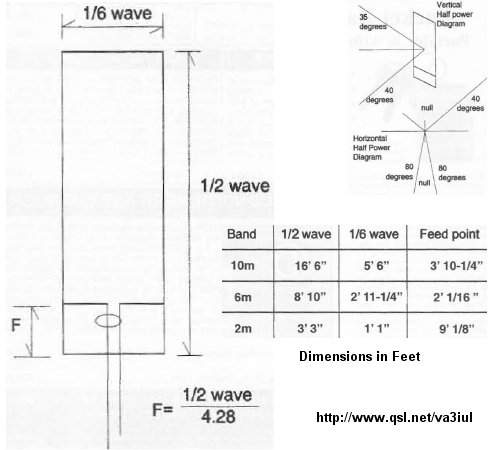 1/6 wave
1/2 wave
F
F= 1/2 wave
4.28
35
degrees
Vertical
Half power
Diagram
40
degrees
null
40
degrees
Horizontal
Half Power
Diagram
80
degrees
null
80
degrees
Band 1/2 wave 1/6 wave Feed point
10m 16' 6" 5' 6" 3' 10-1/4"
6m 8' 10" 2' 11-1/4" 2' 1/16 "
2m 3' 3" 1' 1" 9' 1/8"
Dimensions in Feet
http://www.qsl.net/va3iul